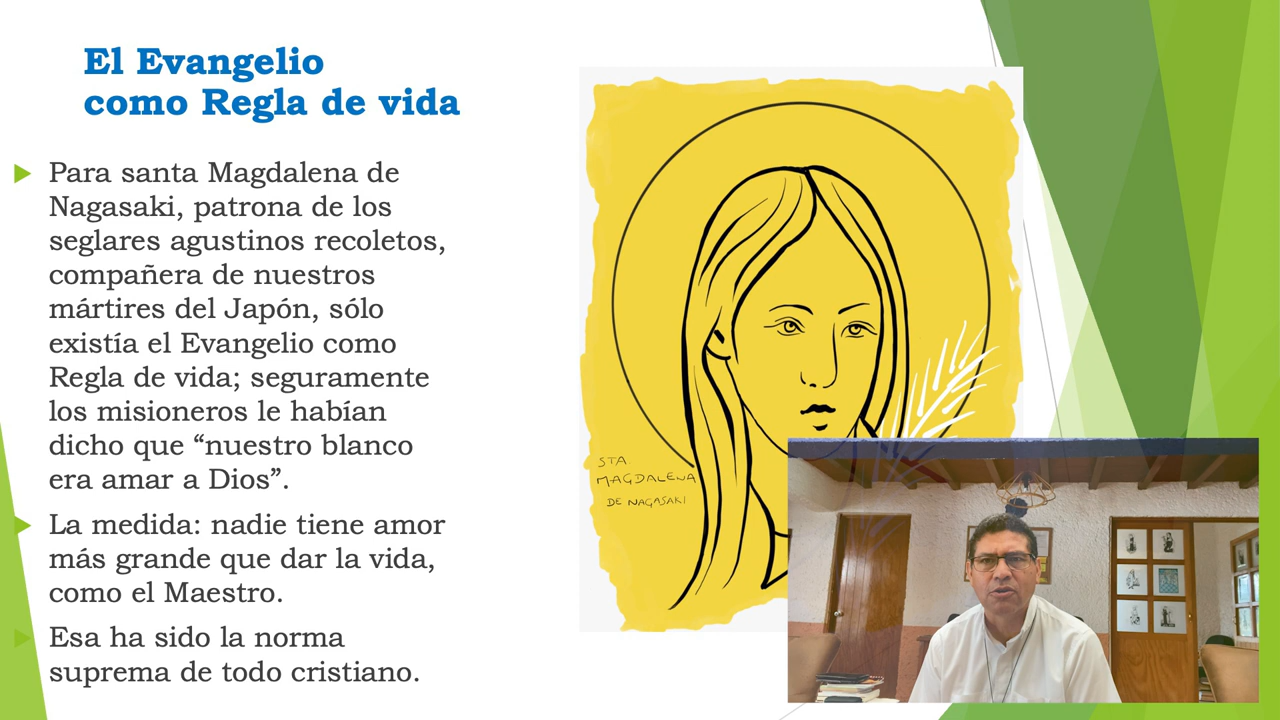 El Evangelio
como Regla de vida
Para santa Magdalena de
Nagasaki, patrona de los
seglares agustinos recoletos,
compañera de nuestros
mártires del Japón, sólo
existía el Evangelio como
Regla de vida; seguramente
los misioneros le habían
dicho que “nuestro blanco
era amar a Dios”.
La medida: nadie tiene amor
más grande que dar la vida,
como el Maestro.
Esa ha sido la norma
suprema de todo cristiano.
STA
MAGDALENA
DE NAGASAKI